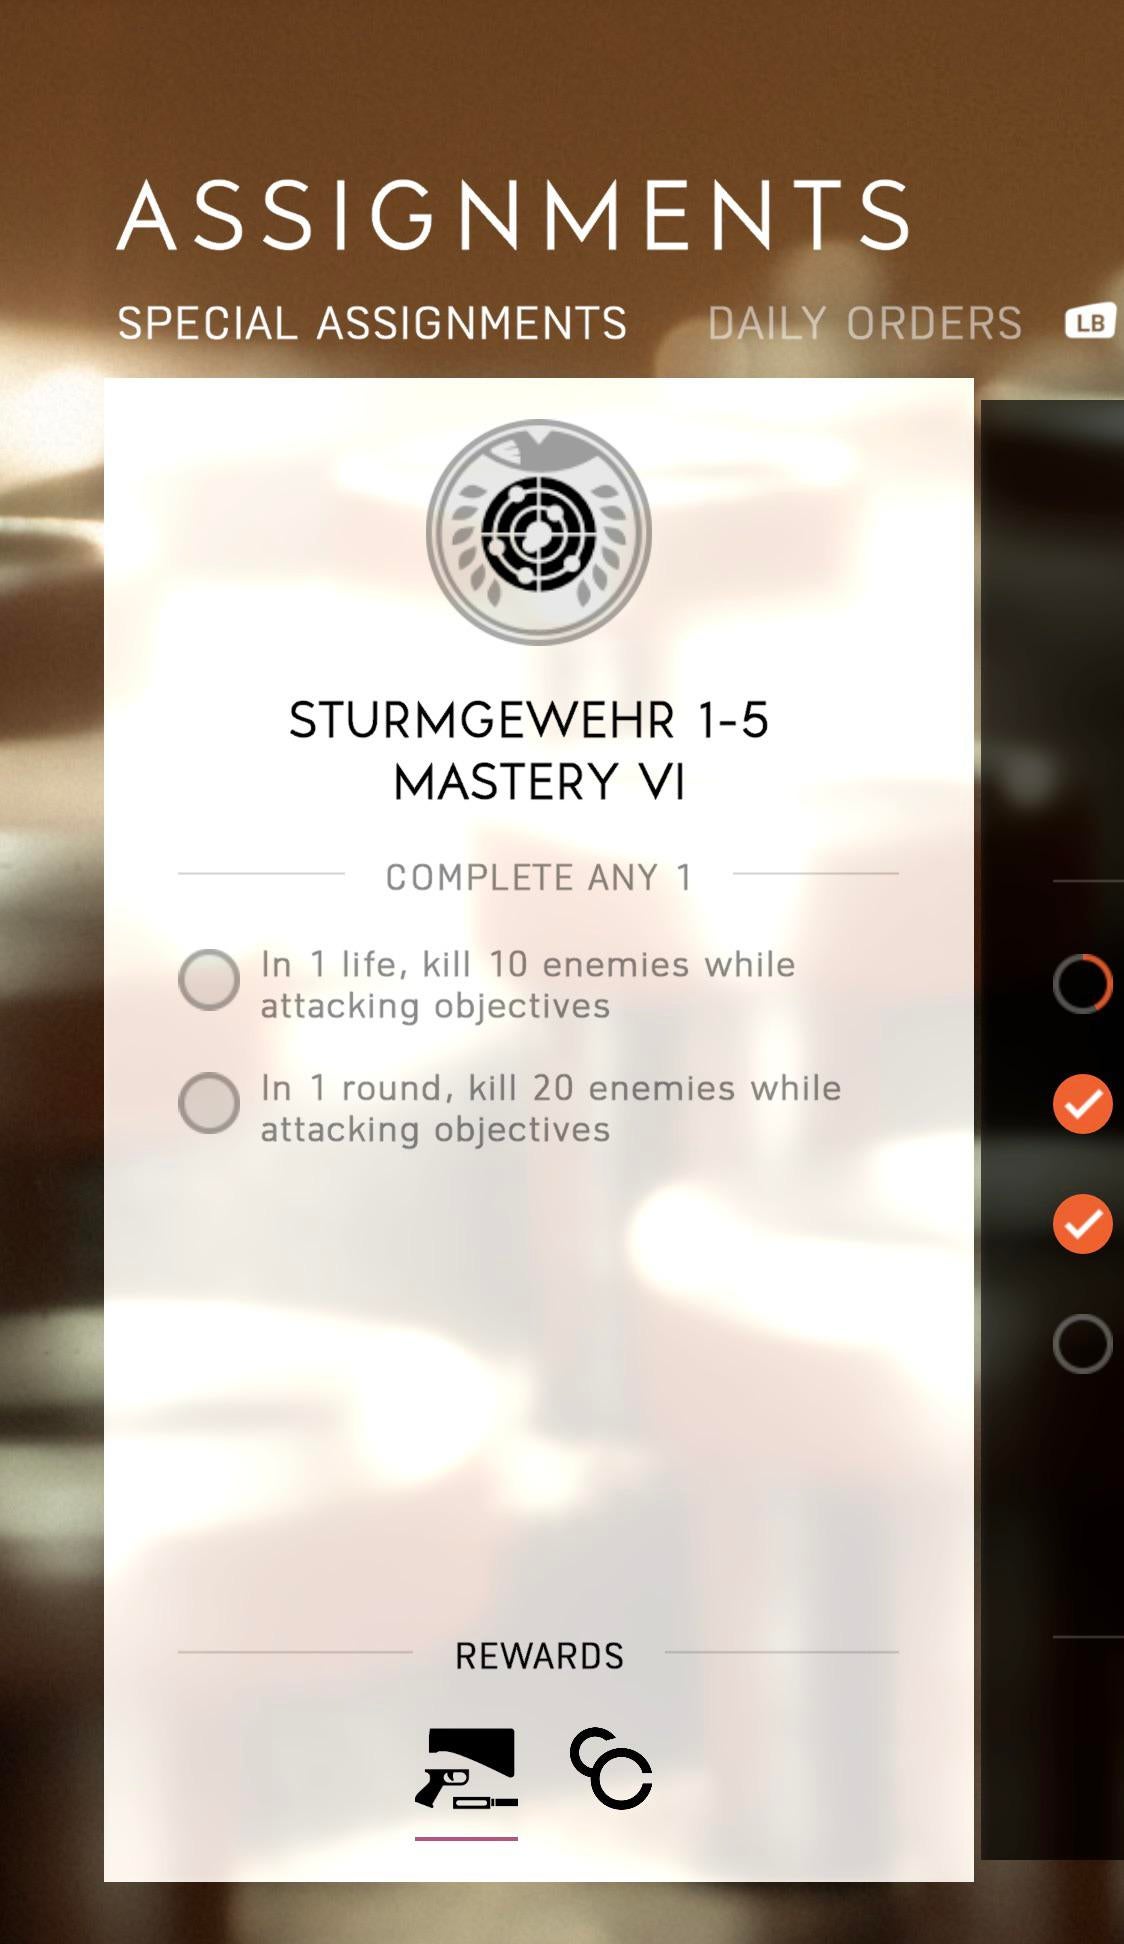 ASSIGNMENTS
SPECIAL ASSIGNMENTS DAILY ORDERS LB
STURMGEWEHR 1-5
MASTERY VI
COMPLETE ANY 1
In 1 life, kill 10 enemies while
attacking objectives
In 1 round, kill 20 enemies while
attacking objectives
REWARDS